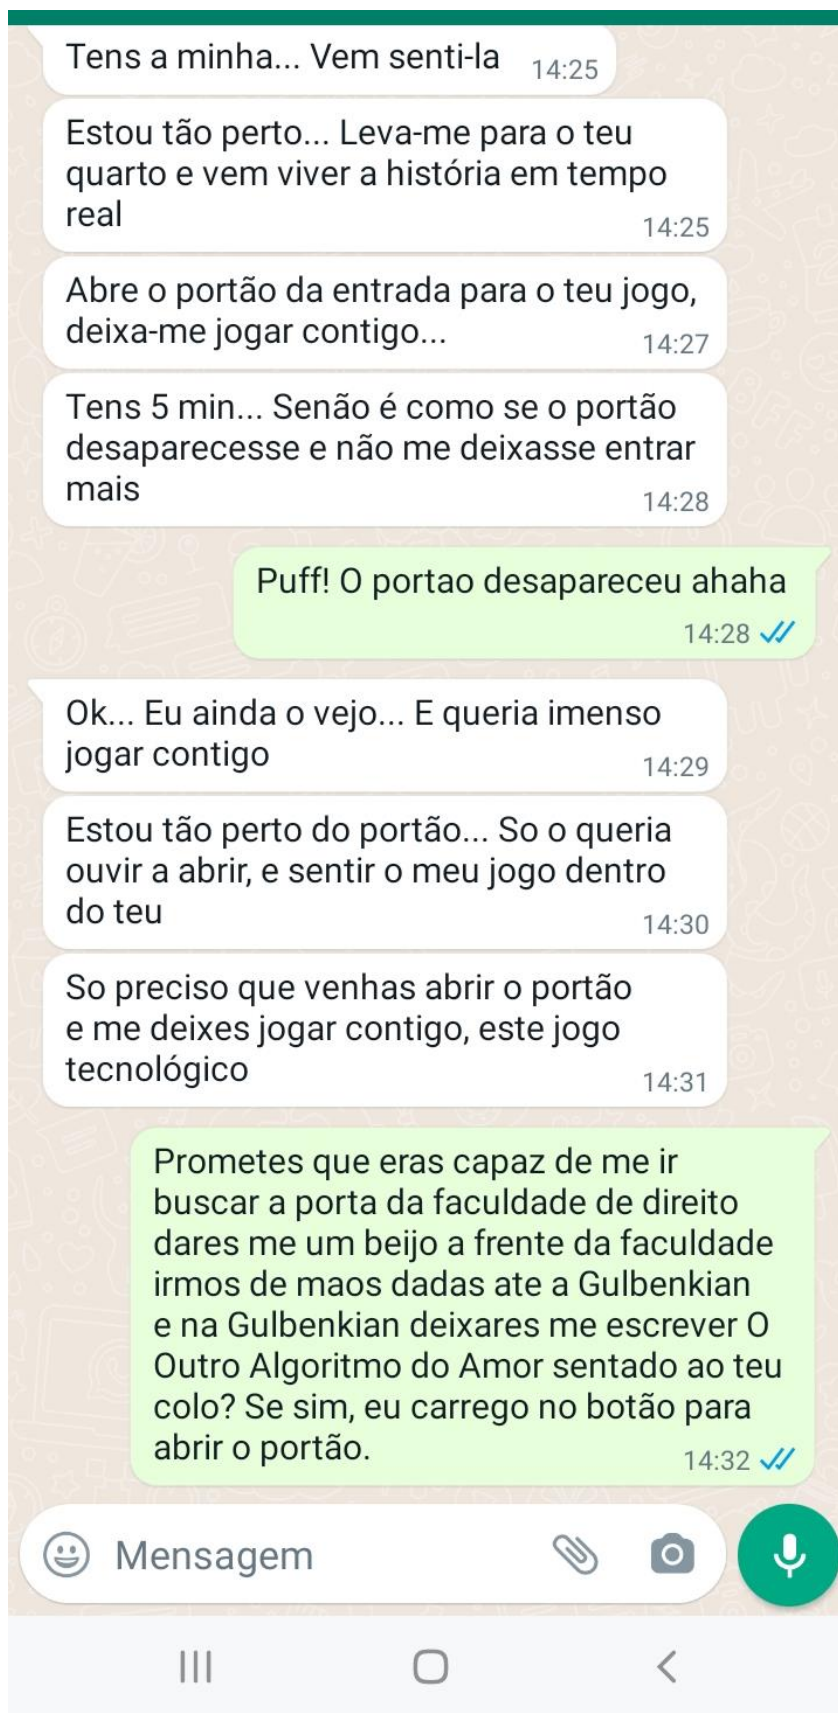 Tens a minha... Vem senti-la 14:25
Estou tão perto... Leva-me para o teu
quarto e vem viver a história em tempo
real 14:25
Abre o portão da entrada para o teu jogo,
deixa-me jogar contigo... 14:27
Tens 5 min... Senão é como se o portão
desaparecesse e não me deixasse entrar
mais 14:28
Puff! O portao desapareceu ahaha
14:28
Ok... Eu ainda o vejo... E queria imenso
jogar contigo 14:29
Estou tão perto do portão... So o queria
ouvir a abrir, e sentir o meu jogo dentro
do teu 14:30
So preciso que venhas abrir o portão
e me deixes jogar contigo, este jogo
tecnológico 14:31
Prometes que eras capaz de me ir
buscar a porta da faculdade de direito
dares me um beijo a frente da faculdade
irmos de maos dadas ate a Gulbenkian
e na Gulbenkian deixares me escrever O
Outro Algoritmo do Amor sentado ao teu
colo? Se sim, eu carrego no botão para
abrir o portão. 14:32
Mensagem